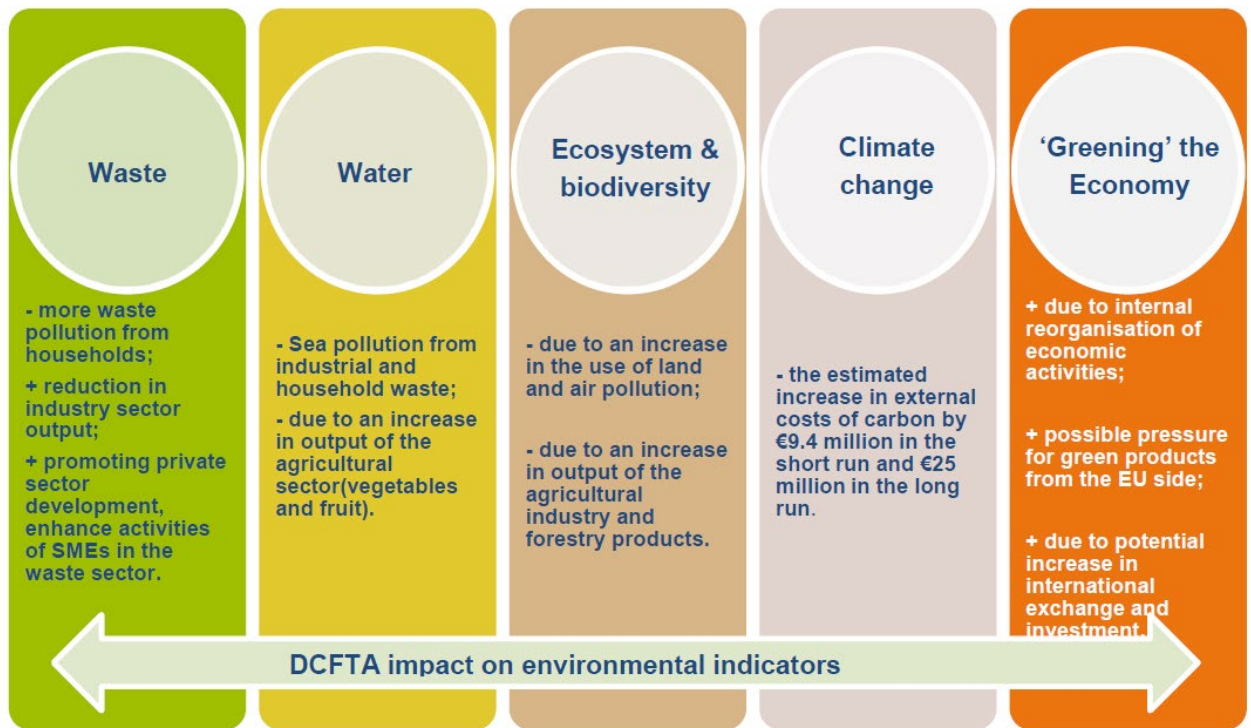 Waste
- more waste
pollution from
households;
+ reduction in
industry sector
output;
+ promoting private
sector
development,
enhance activities
of SMEs in the
waste sector.
Water
- Sea pollution from
industrial and
household waste;
- due to an increase
in output of the
agricultural
sector(vegetables
and fruit).
Ecosystem &
biodiversity
- due to an increase
in the use of land
and air pollution;
- due to an increase
in output of the
agricultural
industry and
forestry products.
Climate
change
- the estimated
increase in external
costs of carbon by
€9.4 million in the
short run and €25
million in the long
run.
‘Greening’ the
Economy
+ due to internal
reorganisation of
economic
activities;
+ possible pressure
for green products
from the EU side;
+ due to potential
increase in
international
exchange and
investment.
DCFTA impact on environmental indicators